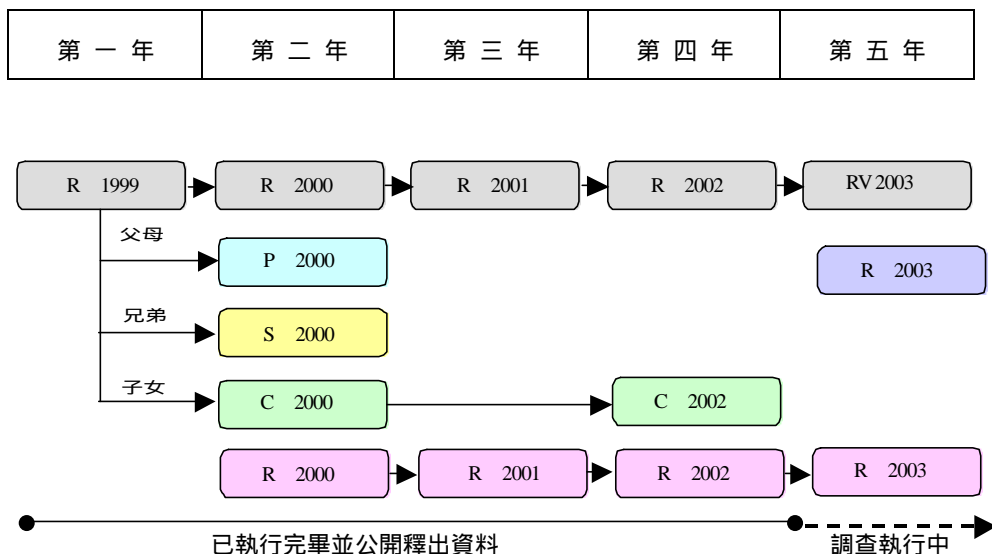 第一年 第二年 第三年 第四年 第五年
R 1999 R 2000 R 2001 R 2002 RV 2003
父母
P 2000 R 2003
兄弟
S 2000
子女
C 2000 C 2002
R 2000 R 2001 R 2002 R 2003
已執行完畢並公開釋出資料 調查執行中